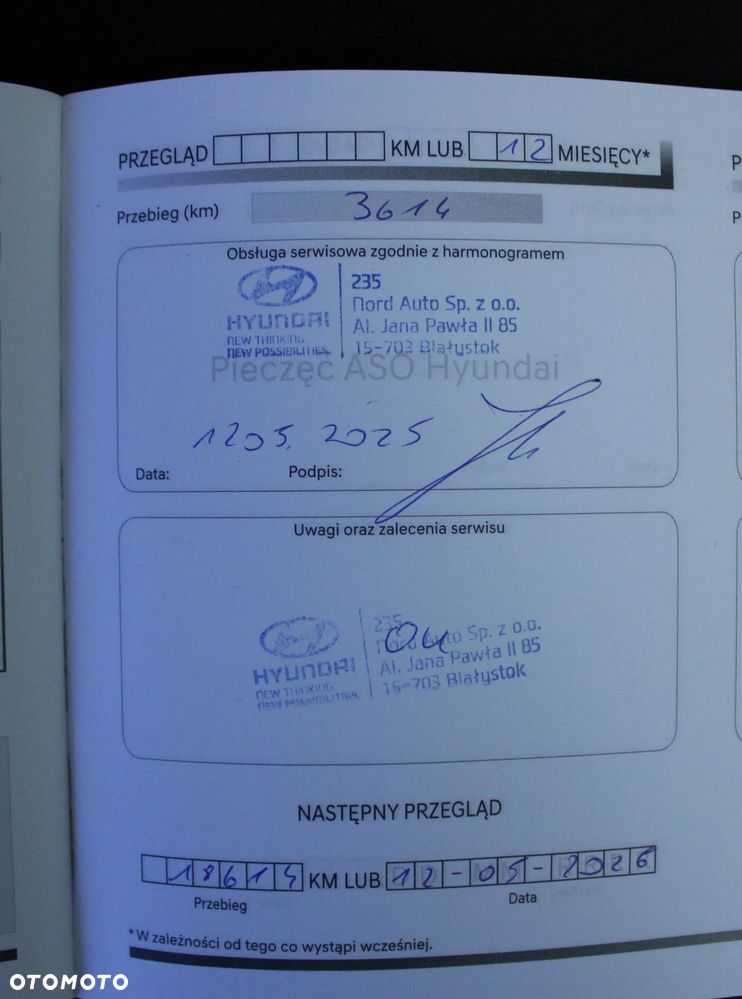 PRZEGLĄD KM LUB 12 MIESIĘCY*
Przebieg (km) 3614
Obsługa serwisowa zgodnie z harmonogramem
HYUNDAI
NEW THINKING.
NEW POSSIBILITIES.
235
Nord Auto Sp. z o.o.
Al. Jana Pawła II 85
15-703 Białystok
Pieczęć ASO Hyundai
12 05. 2025
Data: Podpis:
Uwagi oraz zalecenia serwisu
HYUNDAI
NEW THINKING.
NEW POSSIBILITIES.
235
Nord Auto Sp. z o.o.
Al. Jana Pawła II 85
15-703 Białystok
NASTĘPNY PRZEGLĄD
18614 KM LUB 12-05-2026
Przebieg Data
*W zależności od tego co wystąpi wcześniej.
OTOMOTO